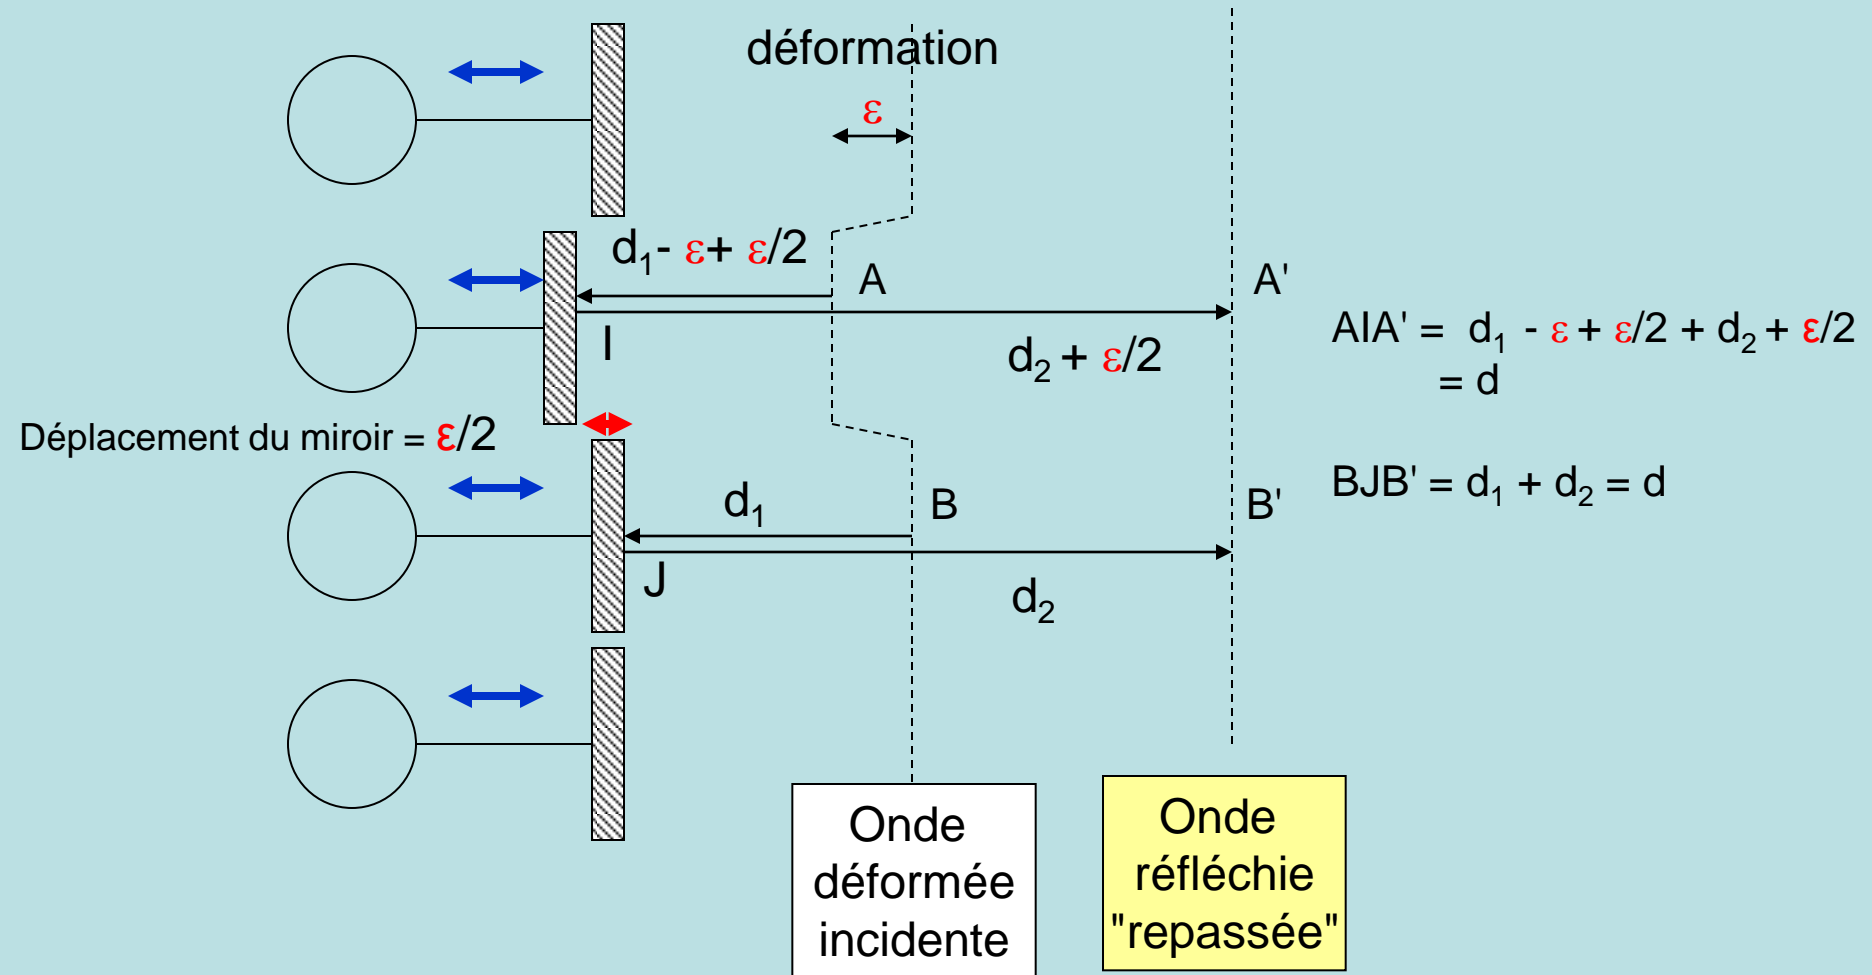 déformation
ε
d₁- ε+ ε/2
A
A'
I
d₂ + ε/2
AIA' = d₁ - ε + ε/2 + d₂ + ε/2
= d
Déplacement du miroir = ε/2
d₁
B
B'
BJB' = d₁ + d₂ = d
J
d₂
Onde
déformée
incidente
Onde
réfléchie
"repassée"